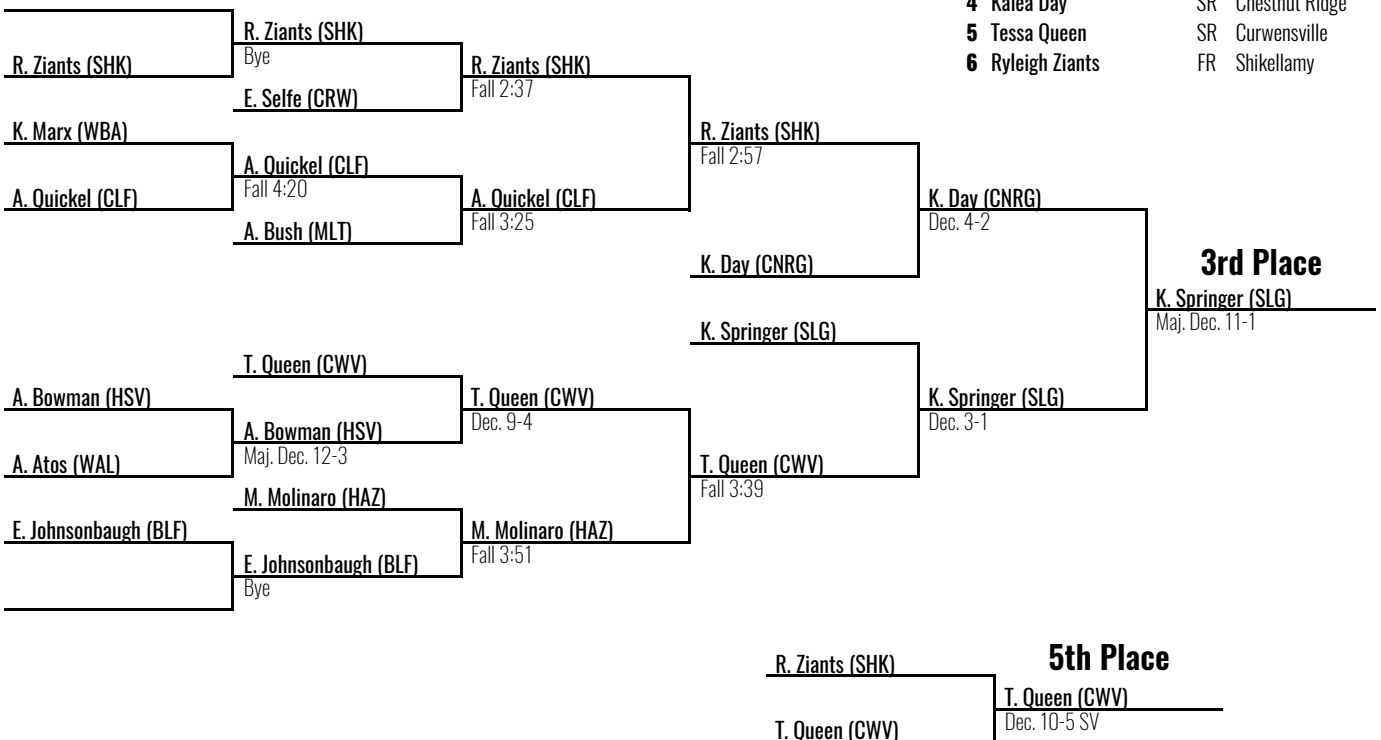 4 Kalea Day SR Chestnut Ridge
5 Tessa Queen SR Curwensville
6 Ryleigh Ziants FR Shikellamy
R. Ziants (SHK)
R. Ziants (SHK)
Bye
E. Selfe (CRW)
R. Ziants (SHK)
Fall 2:37
K. Marx (WBA)
A. Quickel (CLF)
A. Quickel (CLF)
Fall 4:20
A. Bush (MLT)
A. Quickel (CLF)
Fall 3:25
R. Ziants (SHK)
Fall 2:57
K. Day (CNRG)
K. Day (CNRG)
Dec. 4-2
3rd Place
K. Springer (SLG)
Maj. Dec. 11-1
K. Springer (SLG)
K. Springer (SLG)
Dec. 3-1
T. Queen (CWV)
A. Bowman (HSV)
A. Atos (WAL)
A. Bowman (HSV)
Maj. Dec. 12-3
T. Queen (CWV)
Dec. 9-4
T. Queen (CWV)
Fall 3:39
M. Molinaro (HAZ)
E. Johnsonbaugh (BLF)
E. Johnsonbaugh (BLF)
Bye
M. Molinaro (HAZ)
Fall 3:51
5th Place
R. Ziants (SHK)
T. Queen (CWV)
T. Queen (CWV)
Dec. 10-5 SV